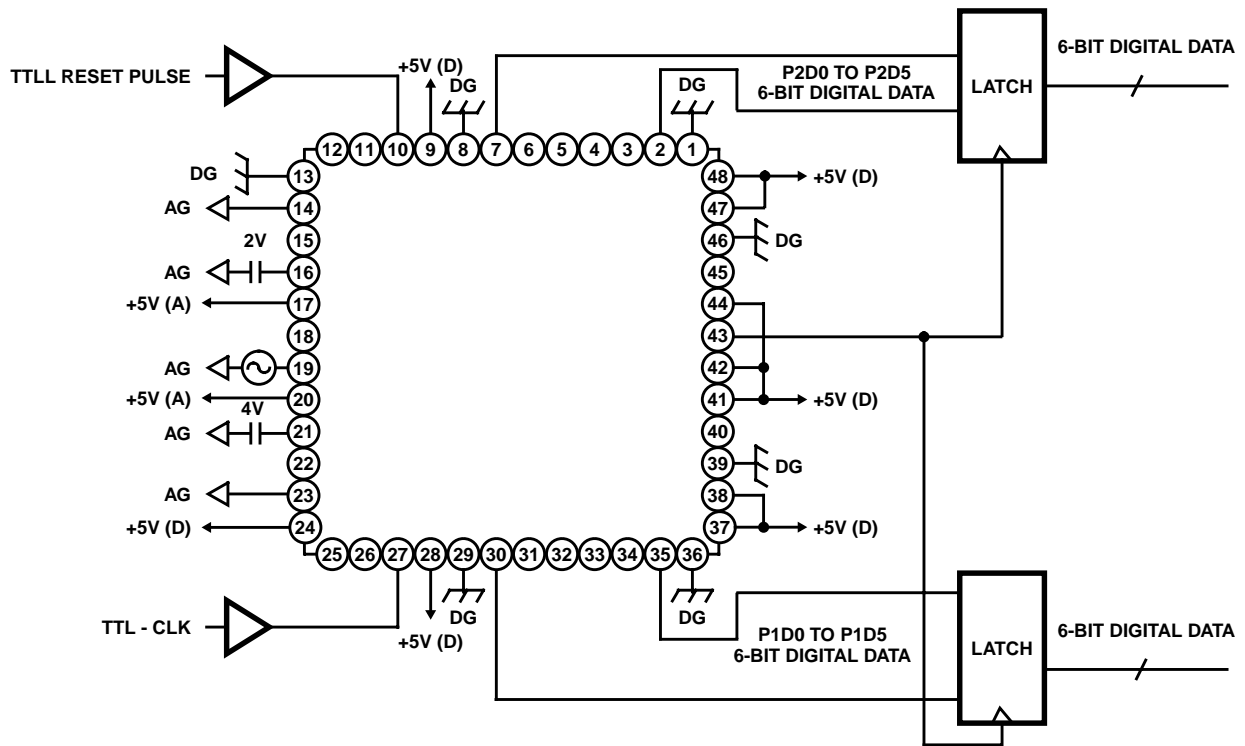 TTLL RESET PULSE
+5V (D)
DG
P2D0 TO P2D5
6-BIT DIGITAL DATA
DG
LATCH
6-BIT DIGITAL DATA
12 11 10 9 8 7 6 5 4 3 2 1
DG 13
AG 14
15
2V
AG 16
+5V (A) 17
18
AG 19
+5V (A) 20
4V
AG 21
22
AG 23
+5V (D) 24
48 +5V (D)
47
46 DG
45
44
43
42
41 +5V (D)
40
39 DG
38
37 +5V (D)
25 26 27 28 29 30 31 32 33 34 35 36
TTL - CLK
+5V (D)
DG
DG
P1D0 TO P1D5
6-BIT DIGITAL DATA
LATCH
6-BIT DIGITAL DATA